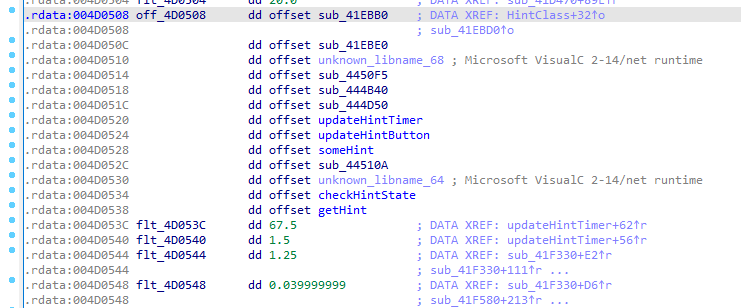 .rdata:004D0504 flt_4D0504 dd 20.0 ; DATA XREF: sub_41D470+89E↑r
.rdata:004D0508 off_4D0508 dd offset sub_41EBB0 ; DATA XREF: HintClass+32↑o
.rdata:004D0508 ; sub_41EBD0↑o
.rdata:004D050C dd offset sub_41EBE0
.rdata:004D0510 dd offset unknown_libname_68 ; Microsoft VisualC 2-14/net runtime
.rdata:004D0514 dd offset sub_4450F5
.rdata:004D0518 dd offset sub_444B40
.rdata:004D051C dd offset sub_444D50
.rdata:004D0520 dd offset updateHintTimer
.rdata:004D0524 dd offset updateHintButton
.rdata:004D0528 dd offset someHint
.rdata:004D052C dd offset sub_44510A
.rdata:004D0530 dd offset unknown_libname_64 ; Microsoft VisualC 2-14/net runtime
.rdata:004D0534 dd offset checkHintState
.rdata:004D0538 dd offset getHint
.rdata:004D053C flt_4D053C dd 67.5 ; DATA XREF: updateHintTimer+62↑r
.rdata:004D0540 flt_4D0540 dd 1.5 ; DATA XREF: updateHintTimer+56↑r
.rdata:004D0544 flt_4D0544 dd 1.25 ; DATA XREF: sub_41F330+E2↑r
.rdata:004D0544 ; sub_41F330+111↑r ...
.rdata:004D0548 flt_4D0548 dd 0.039999999 ; DATA XREF: sub_41F330+D6↑r
.rdata:004D0548 ; sub_41F580+213↑r ...